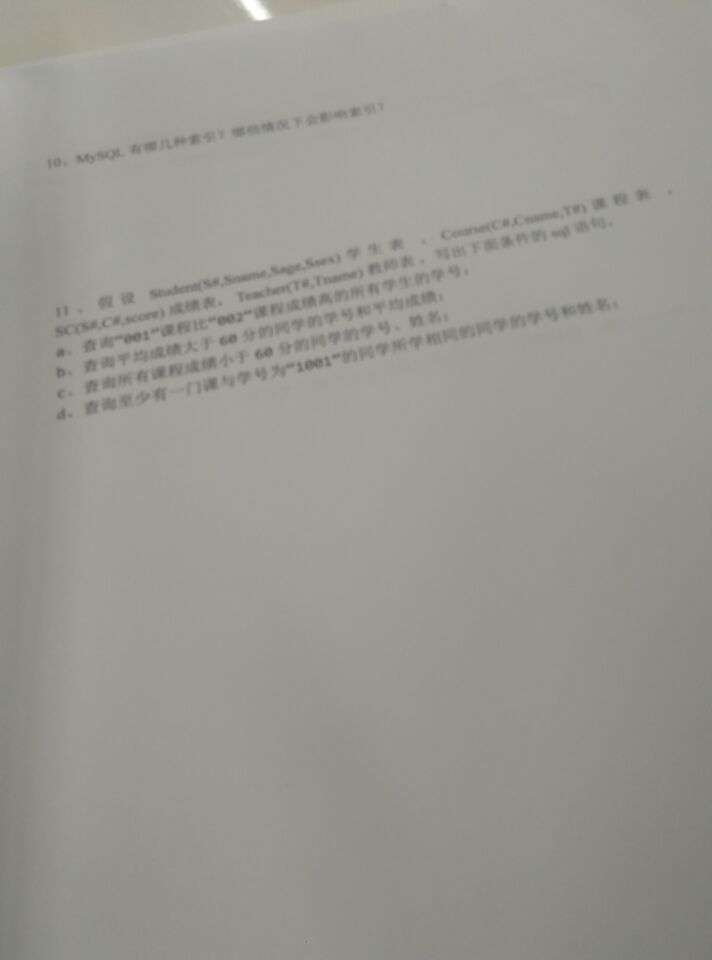 10、MySQL 有哪几种索引？哪些情况下会影响索引？
11、假设 Student(S#,Sname,Sage,Ssex) 学生表 ，Course(C#,Cname,T#) 课程表 ，
SC(S#,C#,score) 成绩表，Teacher(T#,Tname) 教师表，写出下面条件的 sql 语句。
a、查询“001”课程比“002”课程成绩高的所有学生的学号；
b、查询平均成绩大于 60 分的同学的学号和平均成绩；
c、查询所有课程成绩小于 60 分的同学的学号、姓名；
d、查询至少有一门课与学号为“1001”的同学所学相同的同学的学号和姓名；